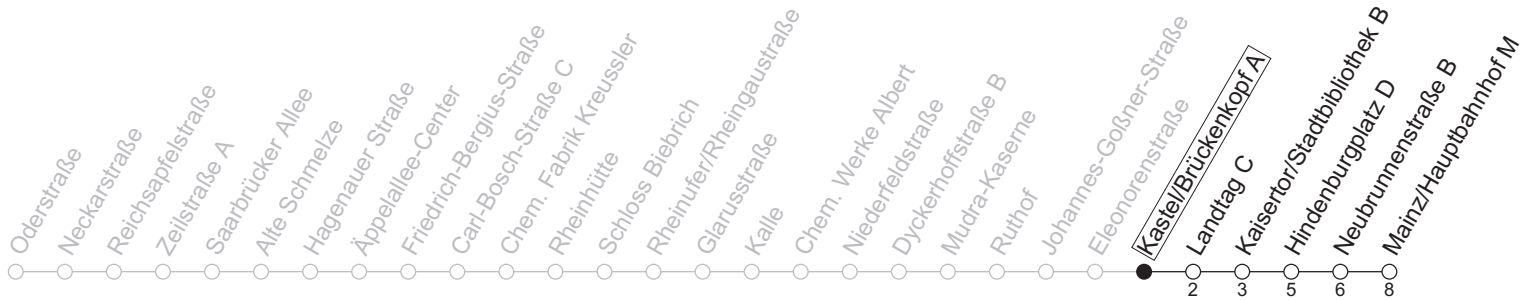 Oderstraße
Neckarstraße
Reichsapfelstraße
Zeilstraße A
Saarbrücker Allee
Alte Schmelze
Hagenauer Straße
Äppelallee-Center
Friedrich-Bergius-Straße
Carl-Bosch-Straße C
Chem. Fabrik Kreussler
Rheinhütte
Schloss Biebrich
Rheinufer/Rheingaustraße
Glarusstraße
Kalle
Chem. Werke Albert
Niederfeldstraße
Dyckerhoffstraße B
Mudra-Kaserne
Ruthof
Johannes-Goßner-Straße
Eleonorenstraße
Kastel/Brückenkopf A
Landtag C
Kaisertor/Stadtbibliothek B
Hindenburgplatz D
Neubrunnenstraße B
Mainz/Hauptbahnhof M
2 3 5 6 8